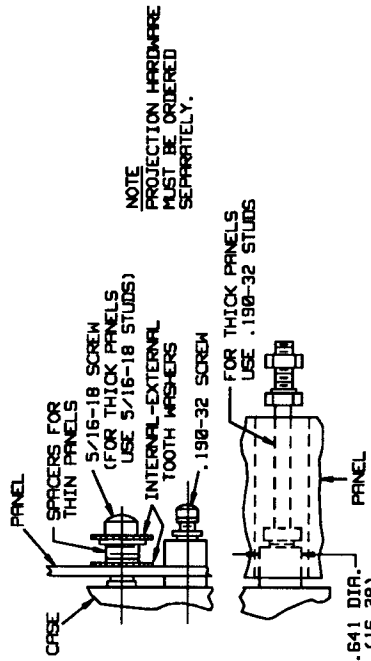 PANEL
SPACERS FOR
THIN PANELS
5/16-18 SCREW
(FOR THICK PANELS
USE 5/16-18 STUDS)
INTERNAL-EXTERNAL
TOOTH WASHERS
.190-32 SCREW
CASE
NOTE
PROJECTION HARDWARE
MUST BE ORDERED
SEPARATELY.
FOR THICK PANELS
USE .190-32 STUDS
PANEL
.641 DIA.
(16.28)